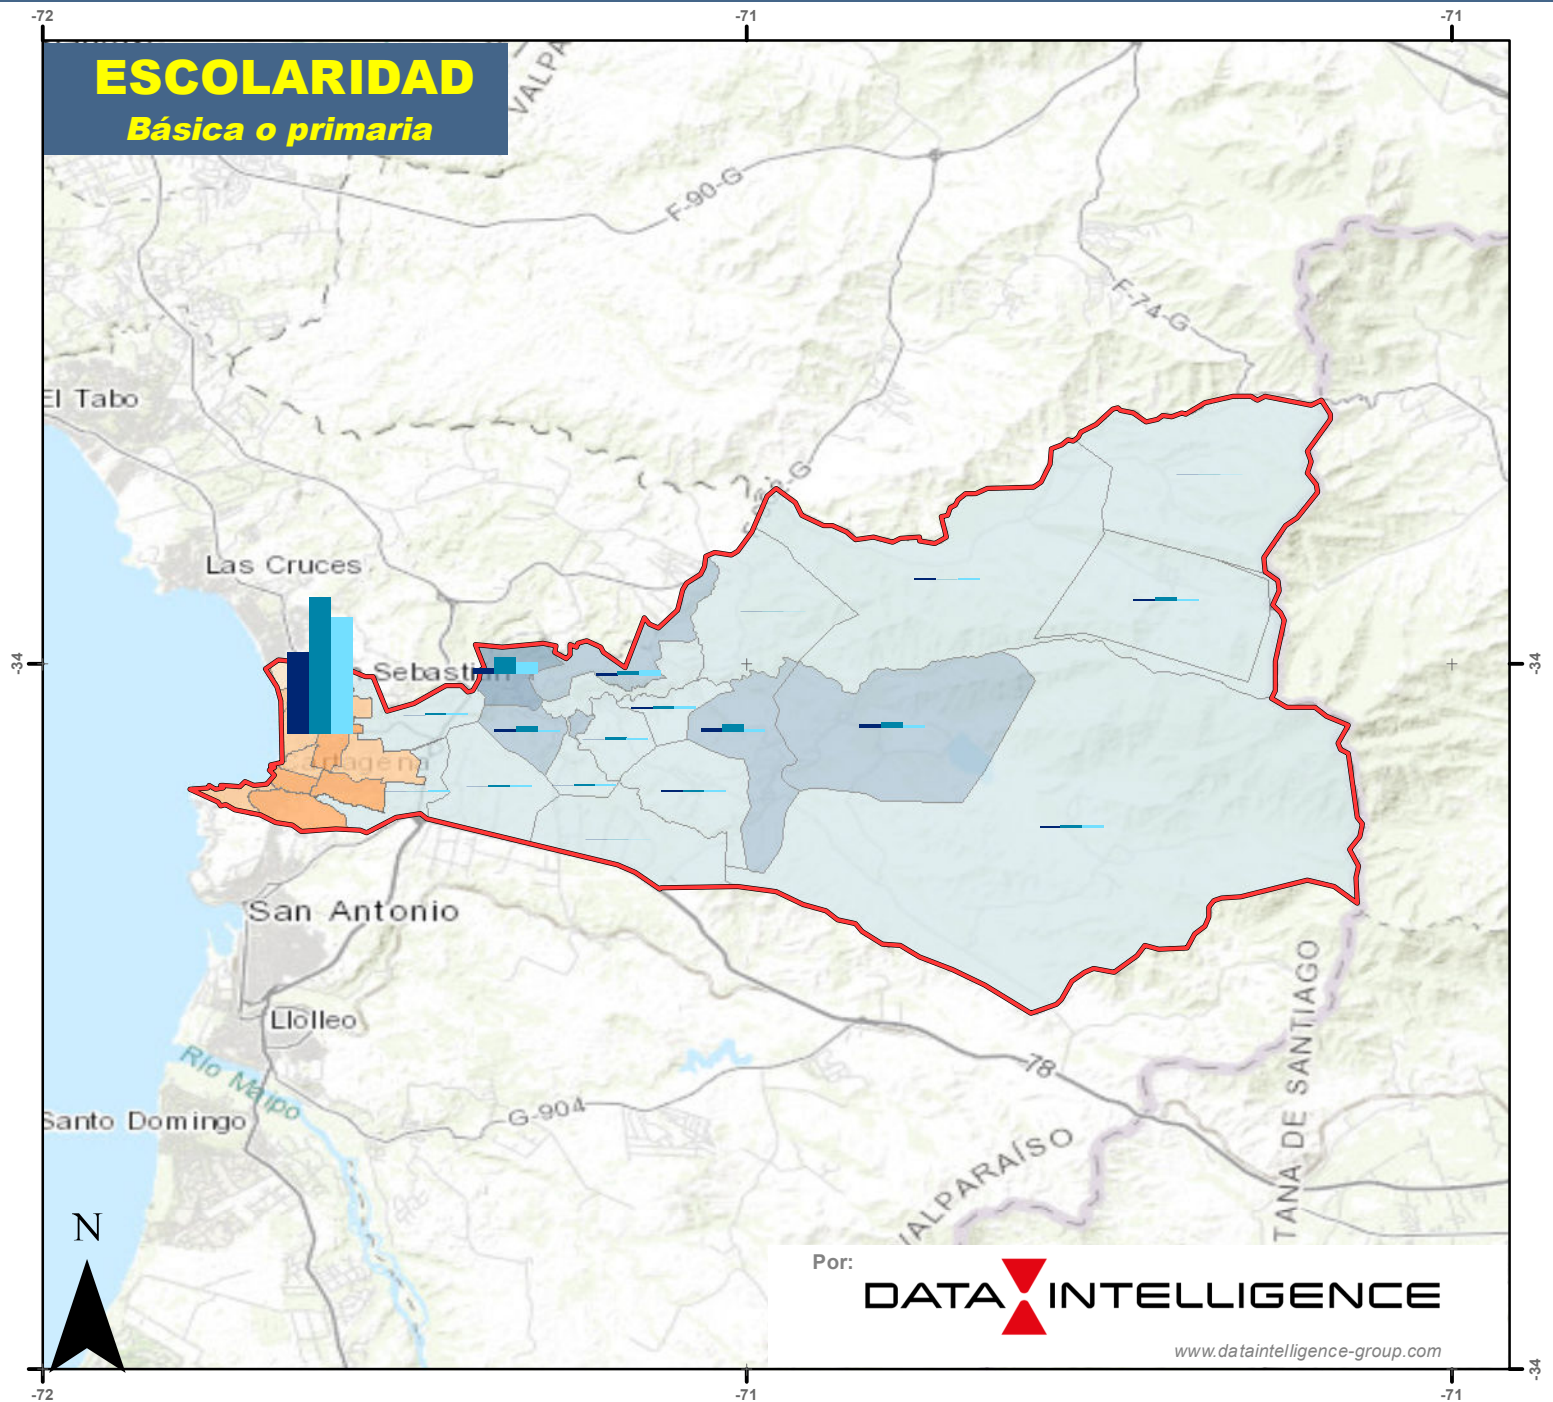 -72
-71
-71
ESCOLARIDAD
Básica o primaria
F-90-G
F-74-G
El Tabo
Las Cruces
-34
-34
Sebastián
Cartagena
San Antonio
Llolleo
Río Maipo
78
G-904
Santo Domingo
TANA DE SANTIAGO
VALPARAÍSO
N
Por:
DATA INTELLIGENCE
www.dataintelligence-group.com
-34
-72
-71
-71